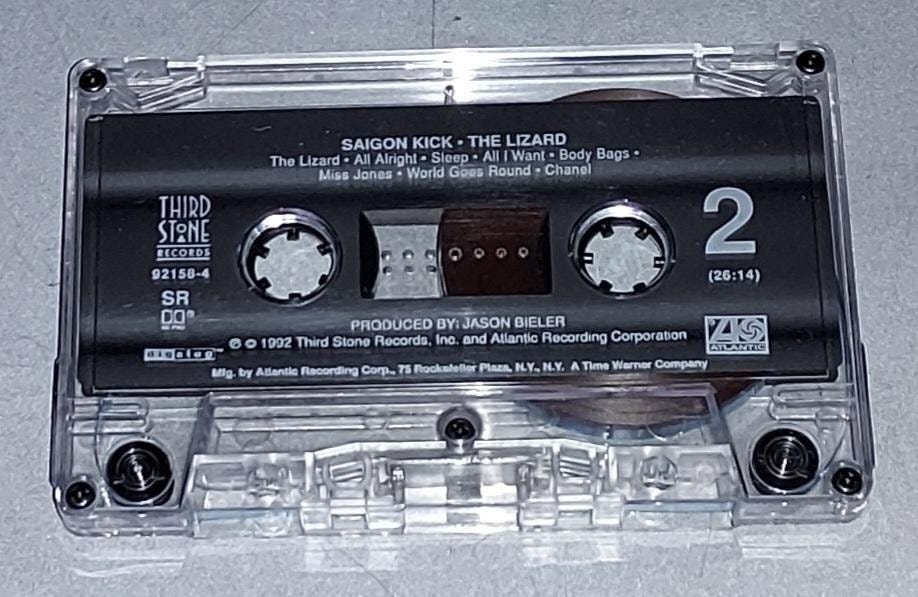 SAIGON KICK • THE LIZARD
The Lizard • All Alright • Sleep • All I Want • Body Bags •
Miss Jones • World Goes Round • Chanel
THIRD
STONE
RECORDS
92158-4
SR
2
(26:14)
PRODUCED BY: JASON BIELER
℗ © 1992 Third Stone Records, Inc. and Atlantic Recording Corporation
digalog™
ATLANTIC
Mfg. by Atlantic Recording Corp., 75 Rockefeller Plaza, N.Y., N.Y. A Time Warner Company